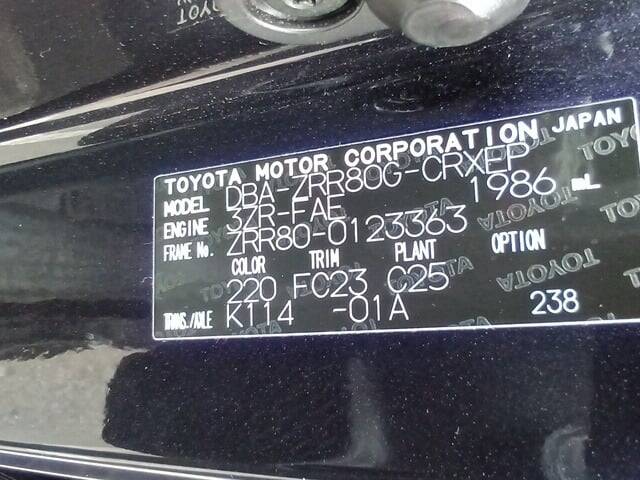 TOYOTA
TOYOTA MOTOR CORPORATION JAPAN
MODEL DBA-ZRR80G-CRXEP
ENGINE 3ZR-FAE 1986 mL
FRAME No. ZRR80-0123363
COLOR TRIM PLANT OPTION
220 FC23 C25
TRANS./AXLE K114 -01A 238